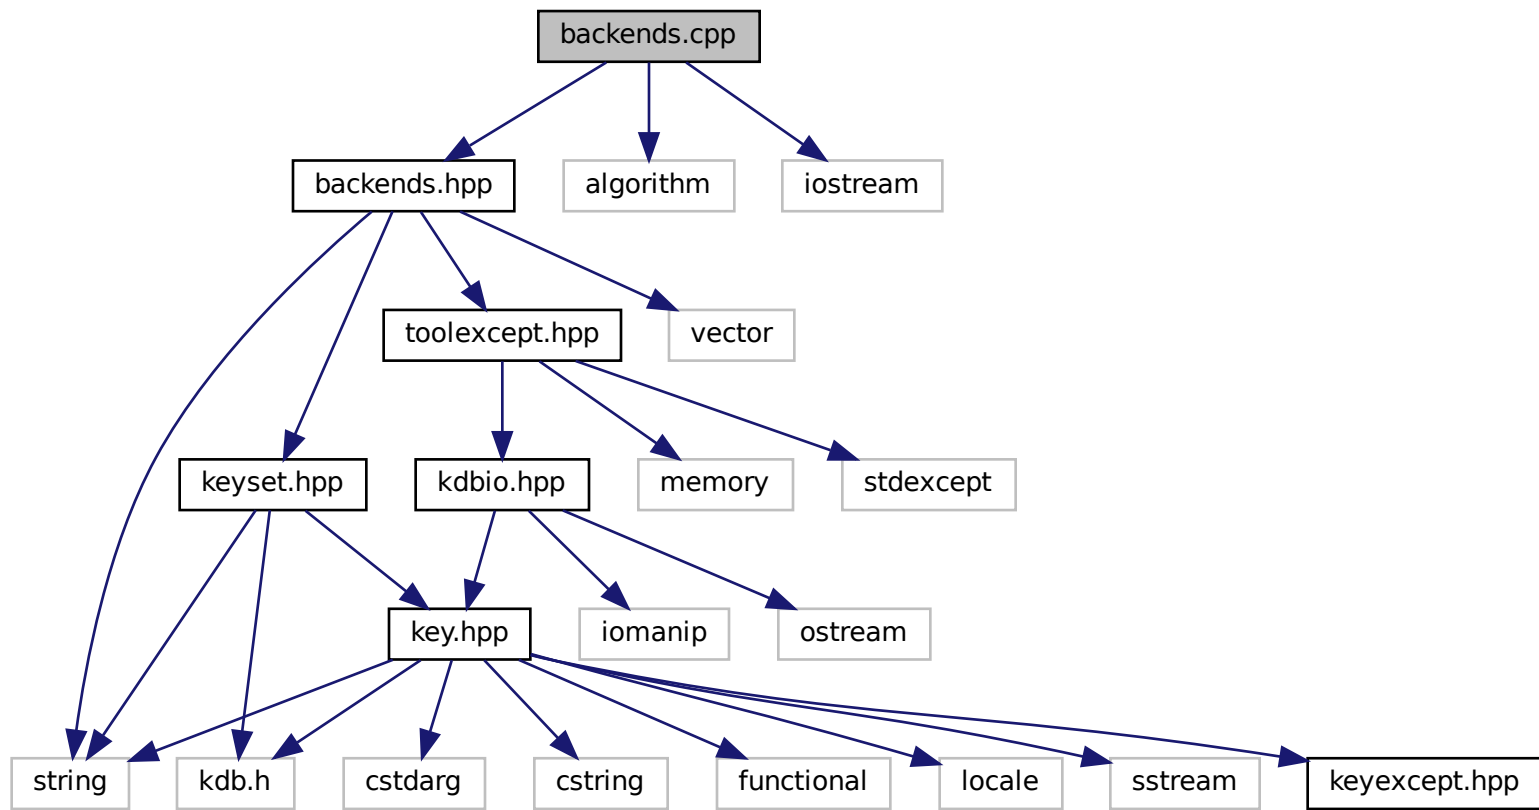 backends.cpp
backends.hpp
algorithm
iostream
toolexcept.hpp
vector
keyset.hpp
kdbio.hpp
memory
stdexcept
key.hpp
iomanip
ostream
string
kdb.h
cstdarg
cstring
functional
locale
sstream
keyexcept.hpp